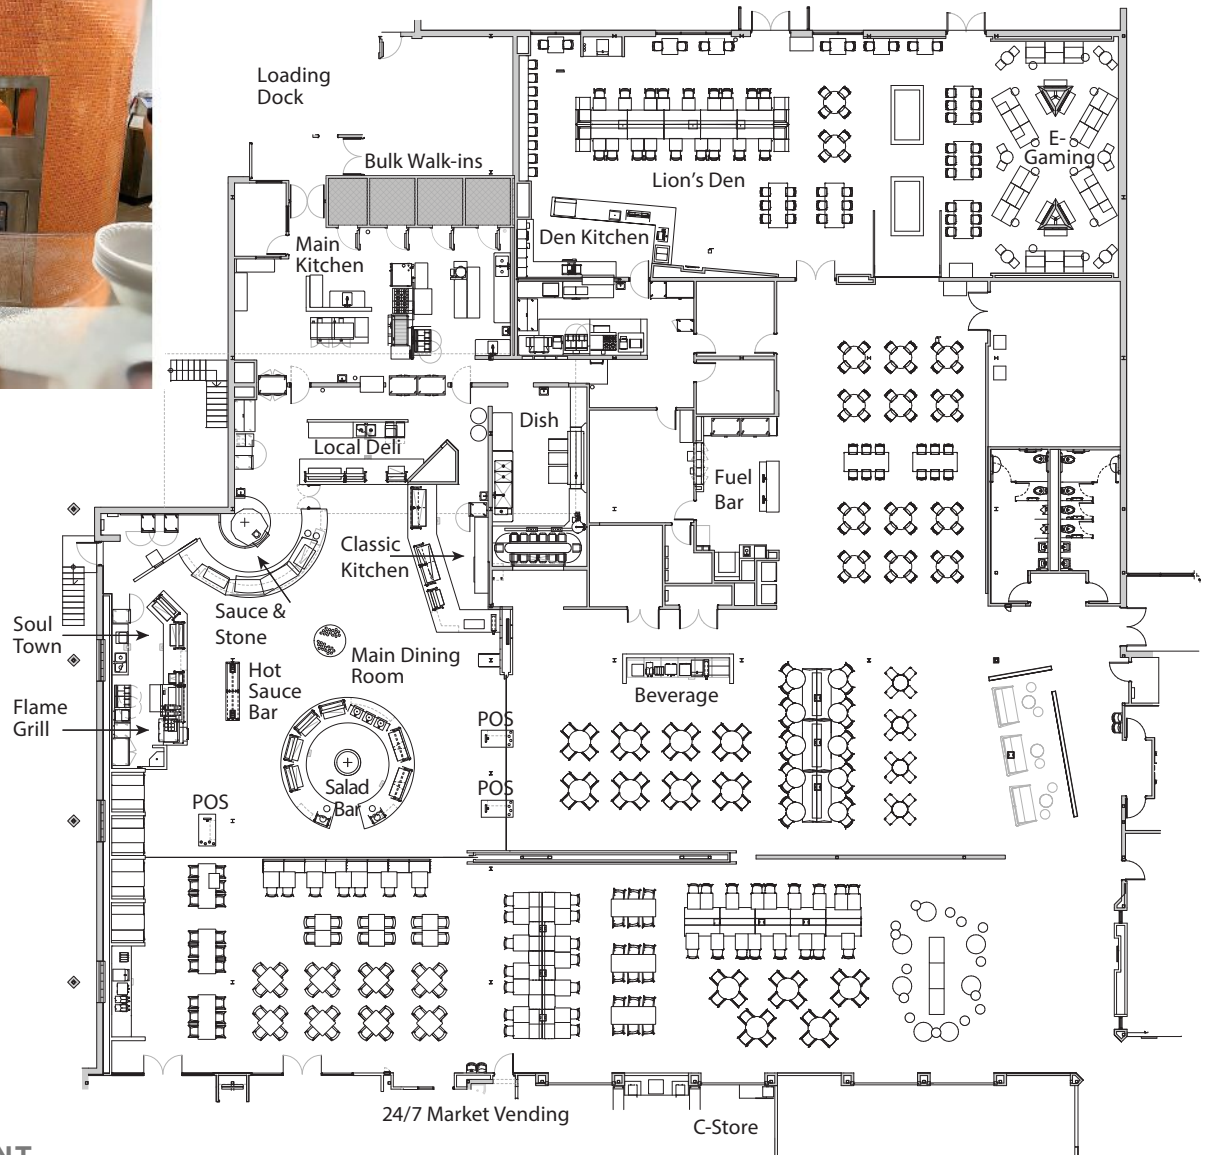 Loading
Dock
Bulk Walk-ins
Lion's Den
E-
Gaming
Den Kitchen
Main
Kitchen
Local Deli
Dish
Fuel
Bar
Classic
Kitchen
Sauce &
Stone
Soul
Town
Main Dining
Room
Hot
Sauce
Bar
Flame
Grill
Beverage
POS
Salad
Bar
POS
POS
24/7 Market Vending
C-Store